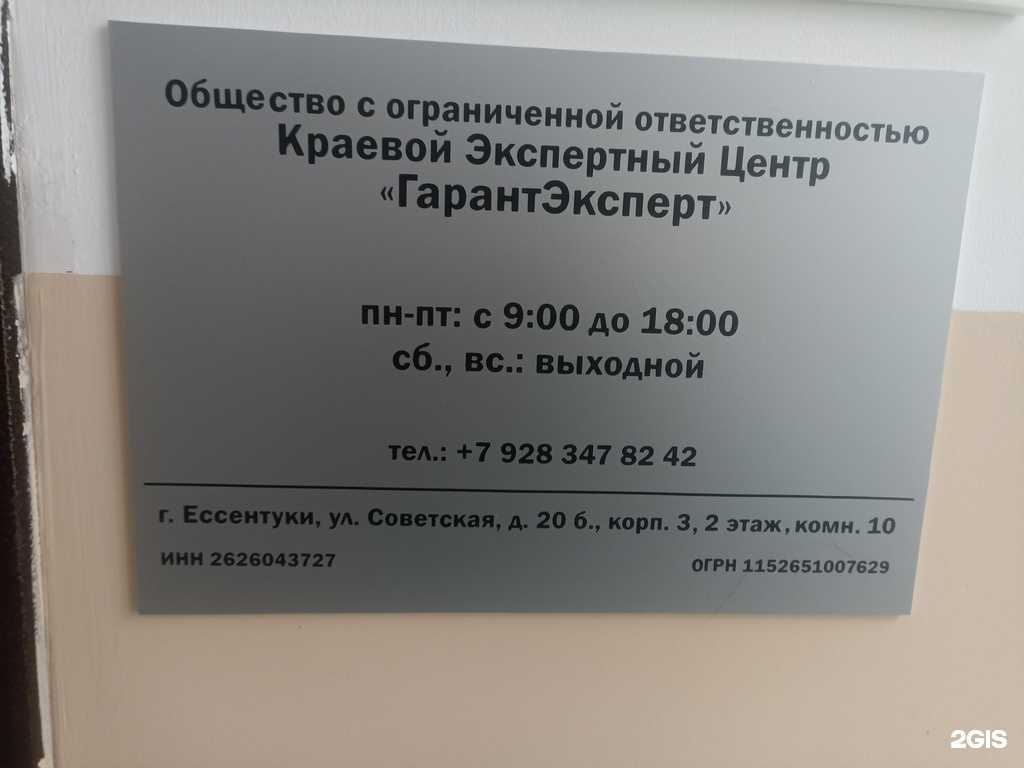 Общество с ограниченной ответственностью
Краевой Экспертный Центр
«ГарантЭксперт»
пн-пт: с 9:00 до 18:00
сб., вс.: выходной
тел.: +7 928 347 82 42
г. Ессентуки, ул. Советская, д. 20 б., корп. 3, 2 этаж, комн. 10
ИНН 2626043727
ОГРН 1152651007629
2GIS